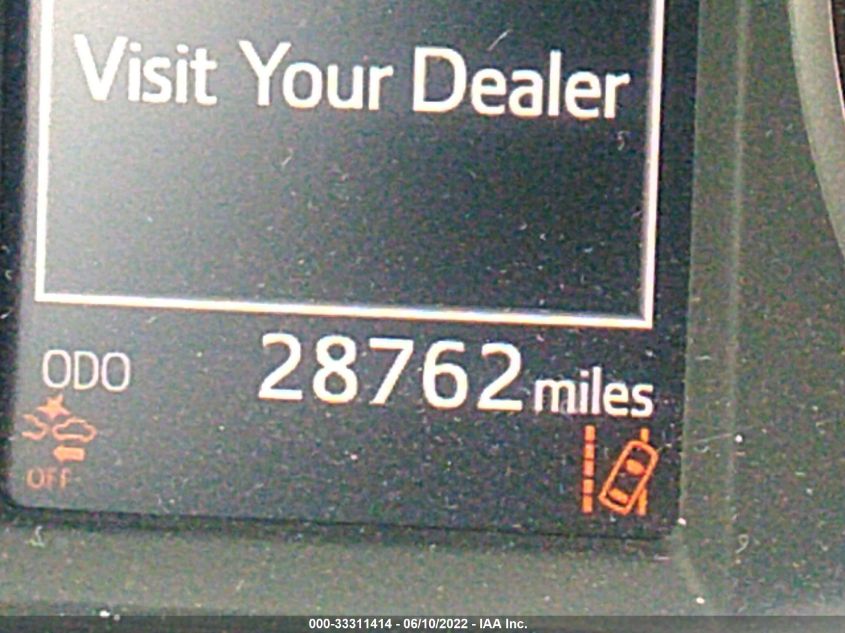 Visit Your Dealer
ODO 28762 miles
OFF
000-33311414 - 06/10/2022 - IAA Inc.